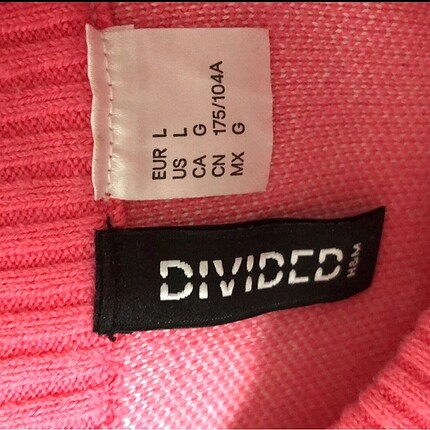 EUR L
US L
CA G
CN 175/104A
MX G
DIVIDED
H&M